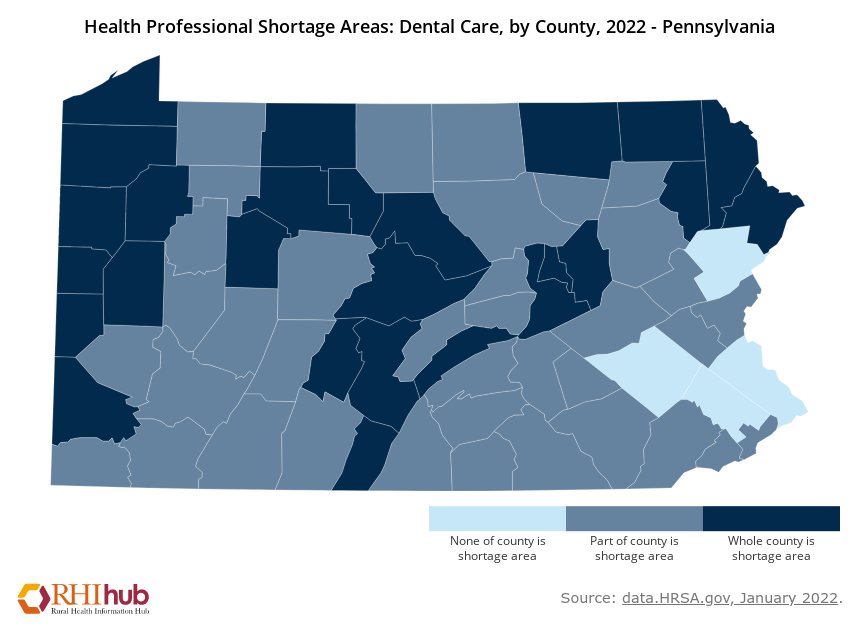 Health Professional Shortage Areas: Dental Care, by County, 2022 - Pennsylvania
None of county is
shortage area
Part of county is
shortage area
Whole county is
shortage area
RHIhub
Rural Health Information Hub
Source: data.HRSA.gov, January 2022.